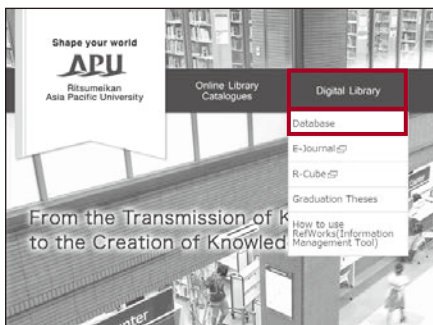 Shape your world
APU
Ritsumeikan
Asia Pacific University
Online Library
Catalogues
Digital Library
Database
E-Journal
R-Cube
Graduation Theses
How to use
RefWorks(Information
Management Tool)
From the Transmission of K
to the Creation of Knowled
nter